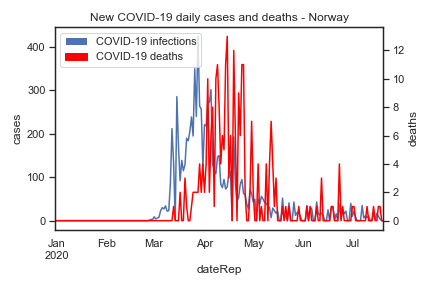 New COVID-19 daily cases and deaths - Norway
COVID-19 infections
COVID-19 deaths
400
300
200
100
0
cases
12
10
8
6
4
2
0
deaths
Jan
2020
Feb
Mar
Apr
May
Jun
Jul
dateRep